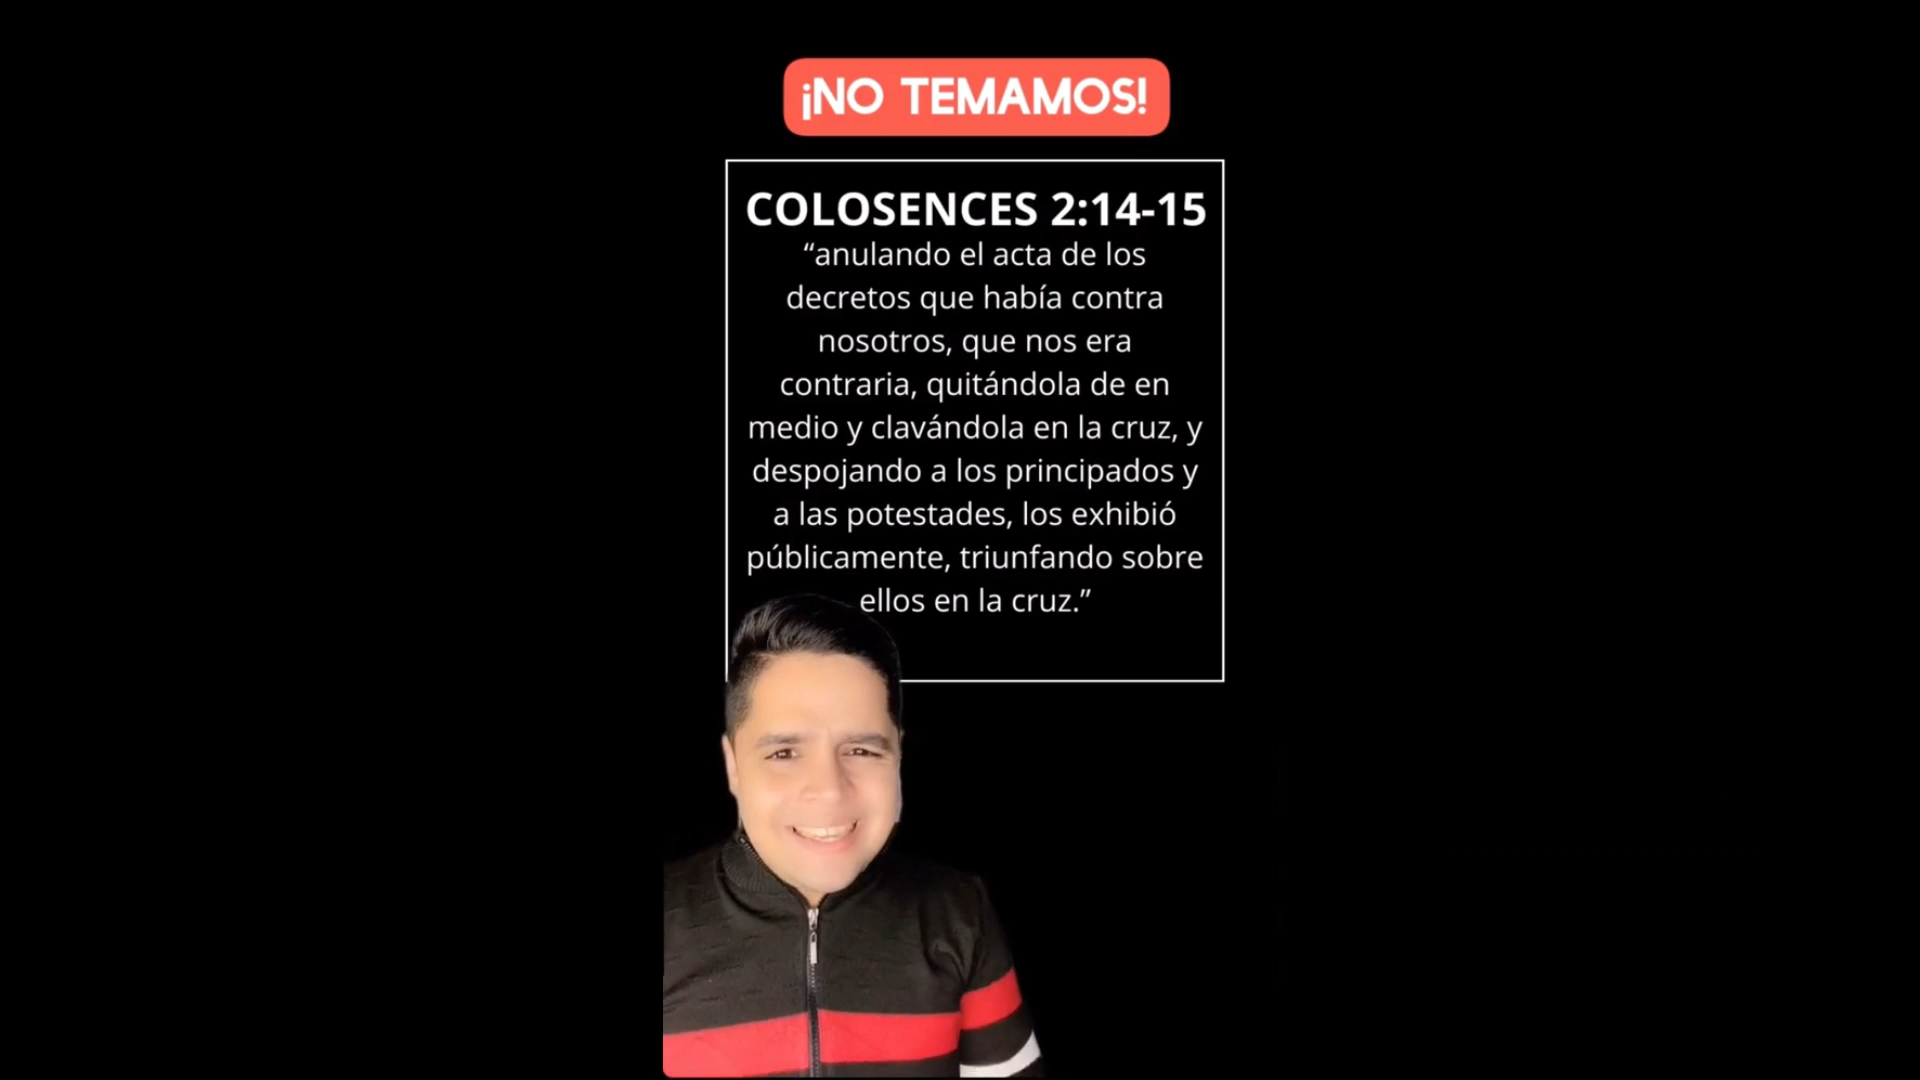 ¡NO TEMAMOS!
COLOSENCES 2:14-15
“anulando el acta de los
decretos que había contra
nosotros, que nos era
contraria, quitándola de en
medio y clavándola en la cruz, y
despojando a los principados y
a las potestades, los exhibió
públicamente, triunfando sobre
ellos en la cruz.”